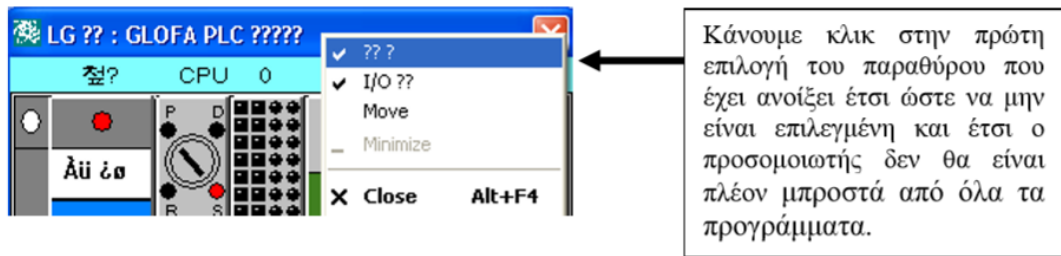 LG ?? : GLOFA PLC ?????
첲? CPU 0
P D
Àü ¿ø
R S
?? ?
I/O ??
Move
Minimize
Close Alt+F4
Κάνουμε κλικ στην πρώτη
επιλογή του παραθύρου που
έχει ανοίξει έτσι ώστε να μην
είναι επιλεγμένη και έτσι ο
προσομοιωτής δεν θα είναι
πλέον μπροστά από όλα τα
προγράμματα.